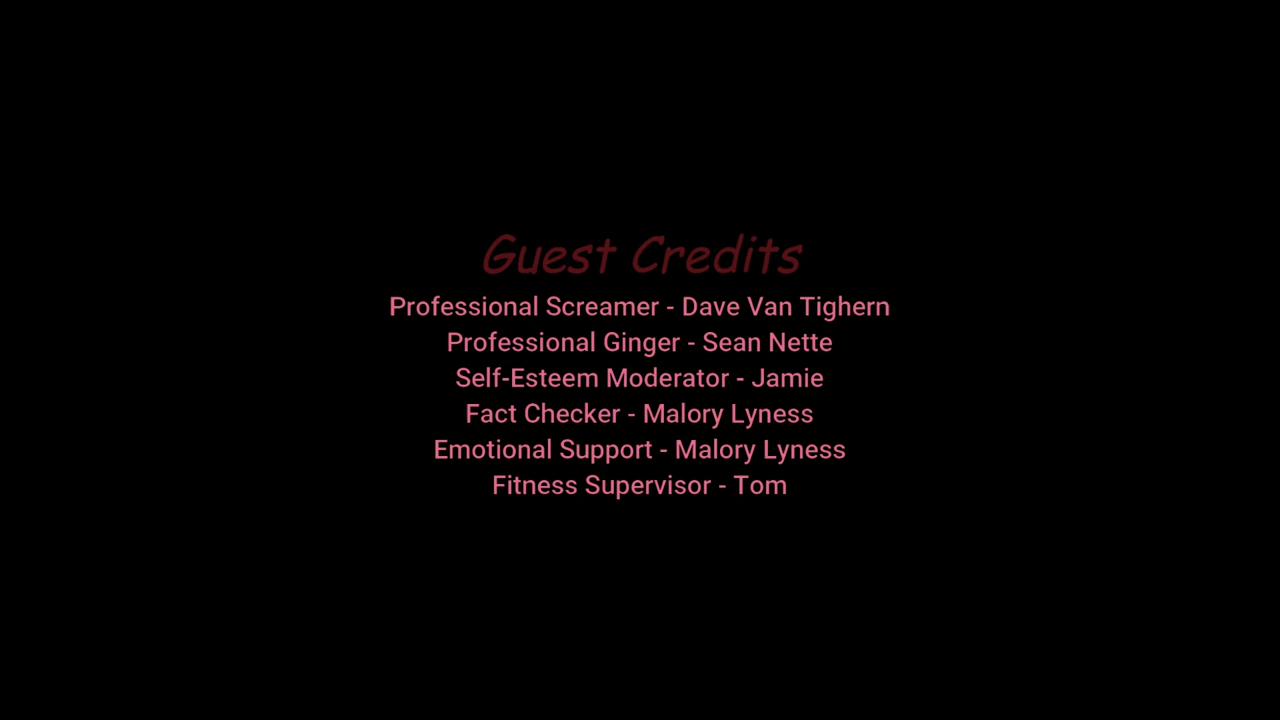 Guest Credits
Professional Screamer - Dave Van Tighern
Professional Ginger - Sean Nette
Self-Esteem Moderator - Jamie
Fact Checker - Malory Lyness
Emotional Support - Malory Lyness
Fitness Supervisor - Tom